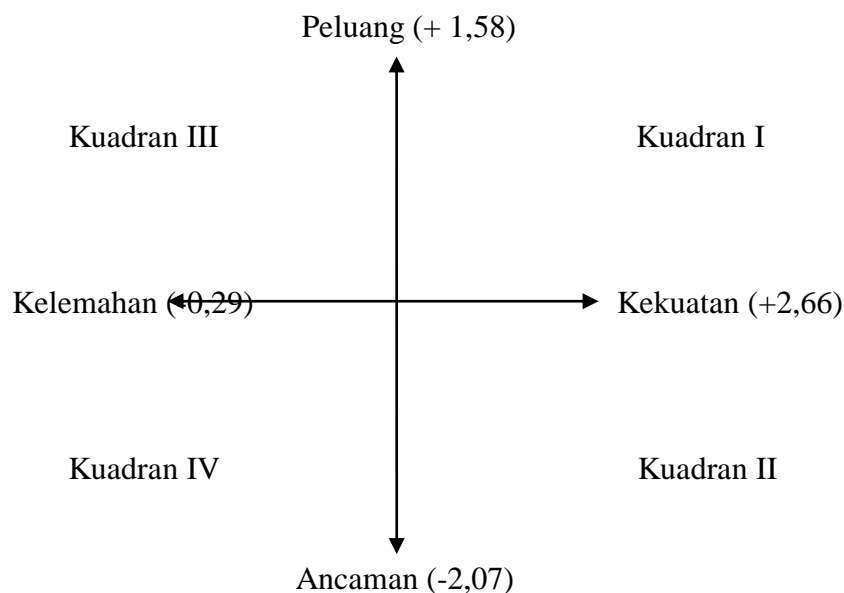 Peluang (+ 1,58)
Kuadran III
Kuadran I
Kelemahan (-0,29)
Kekuatan (+2,66)
Kuadran IV
Kuadran II
Ancaman (-2,07)